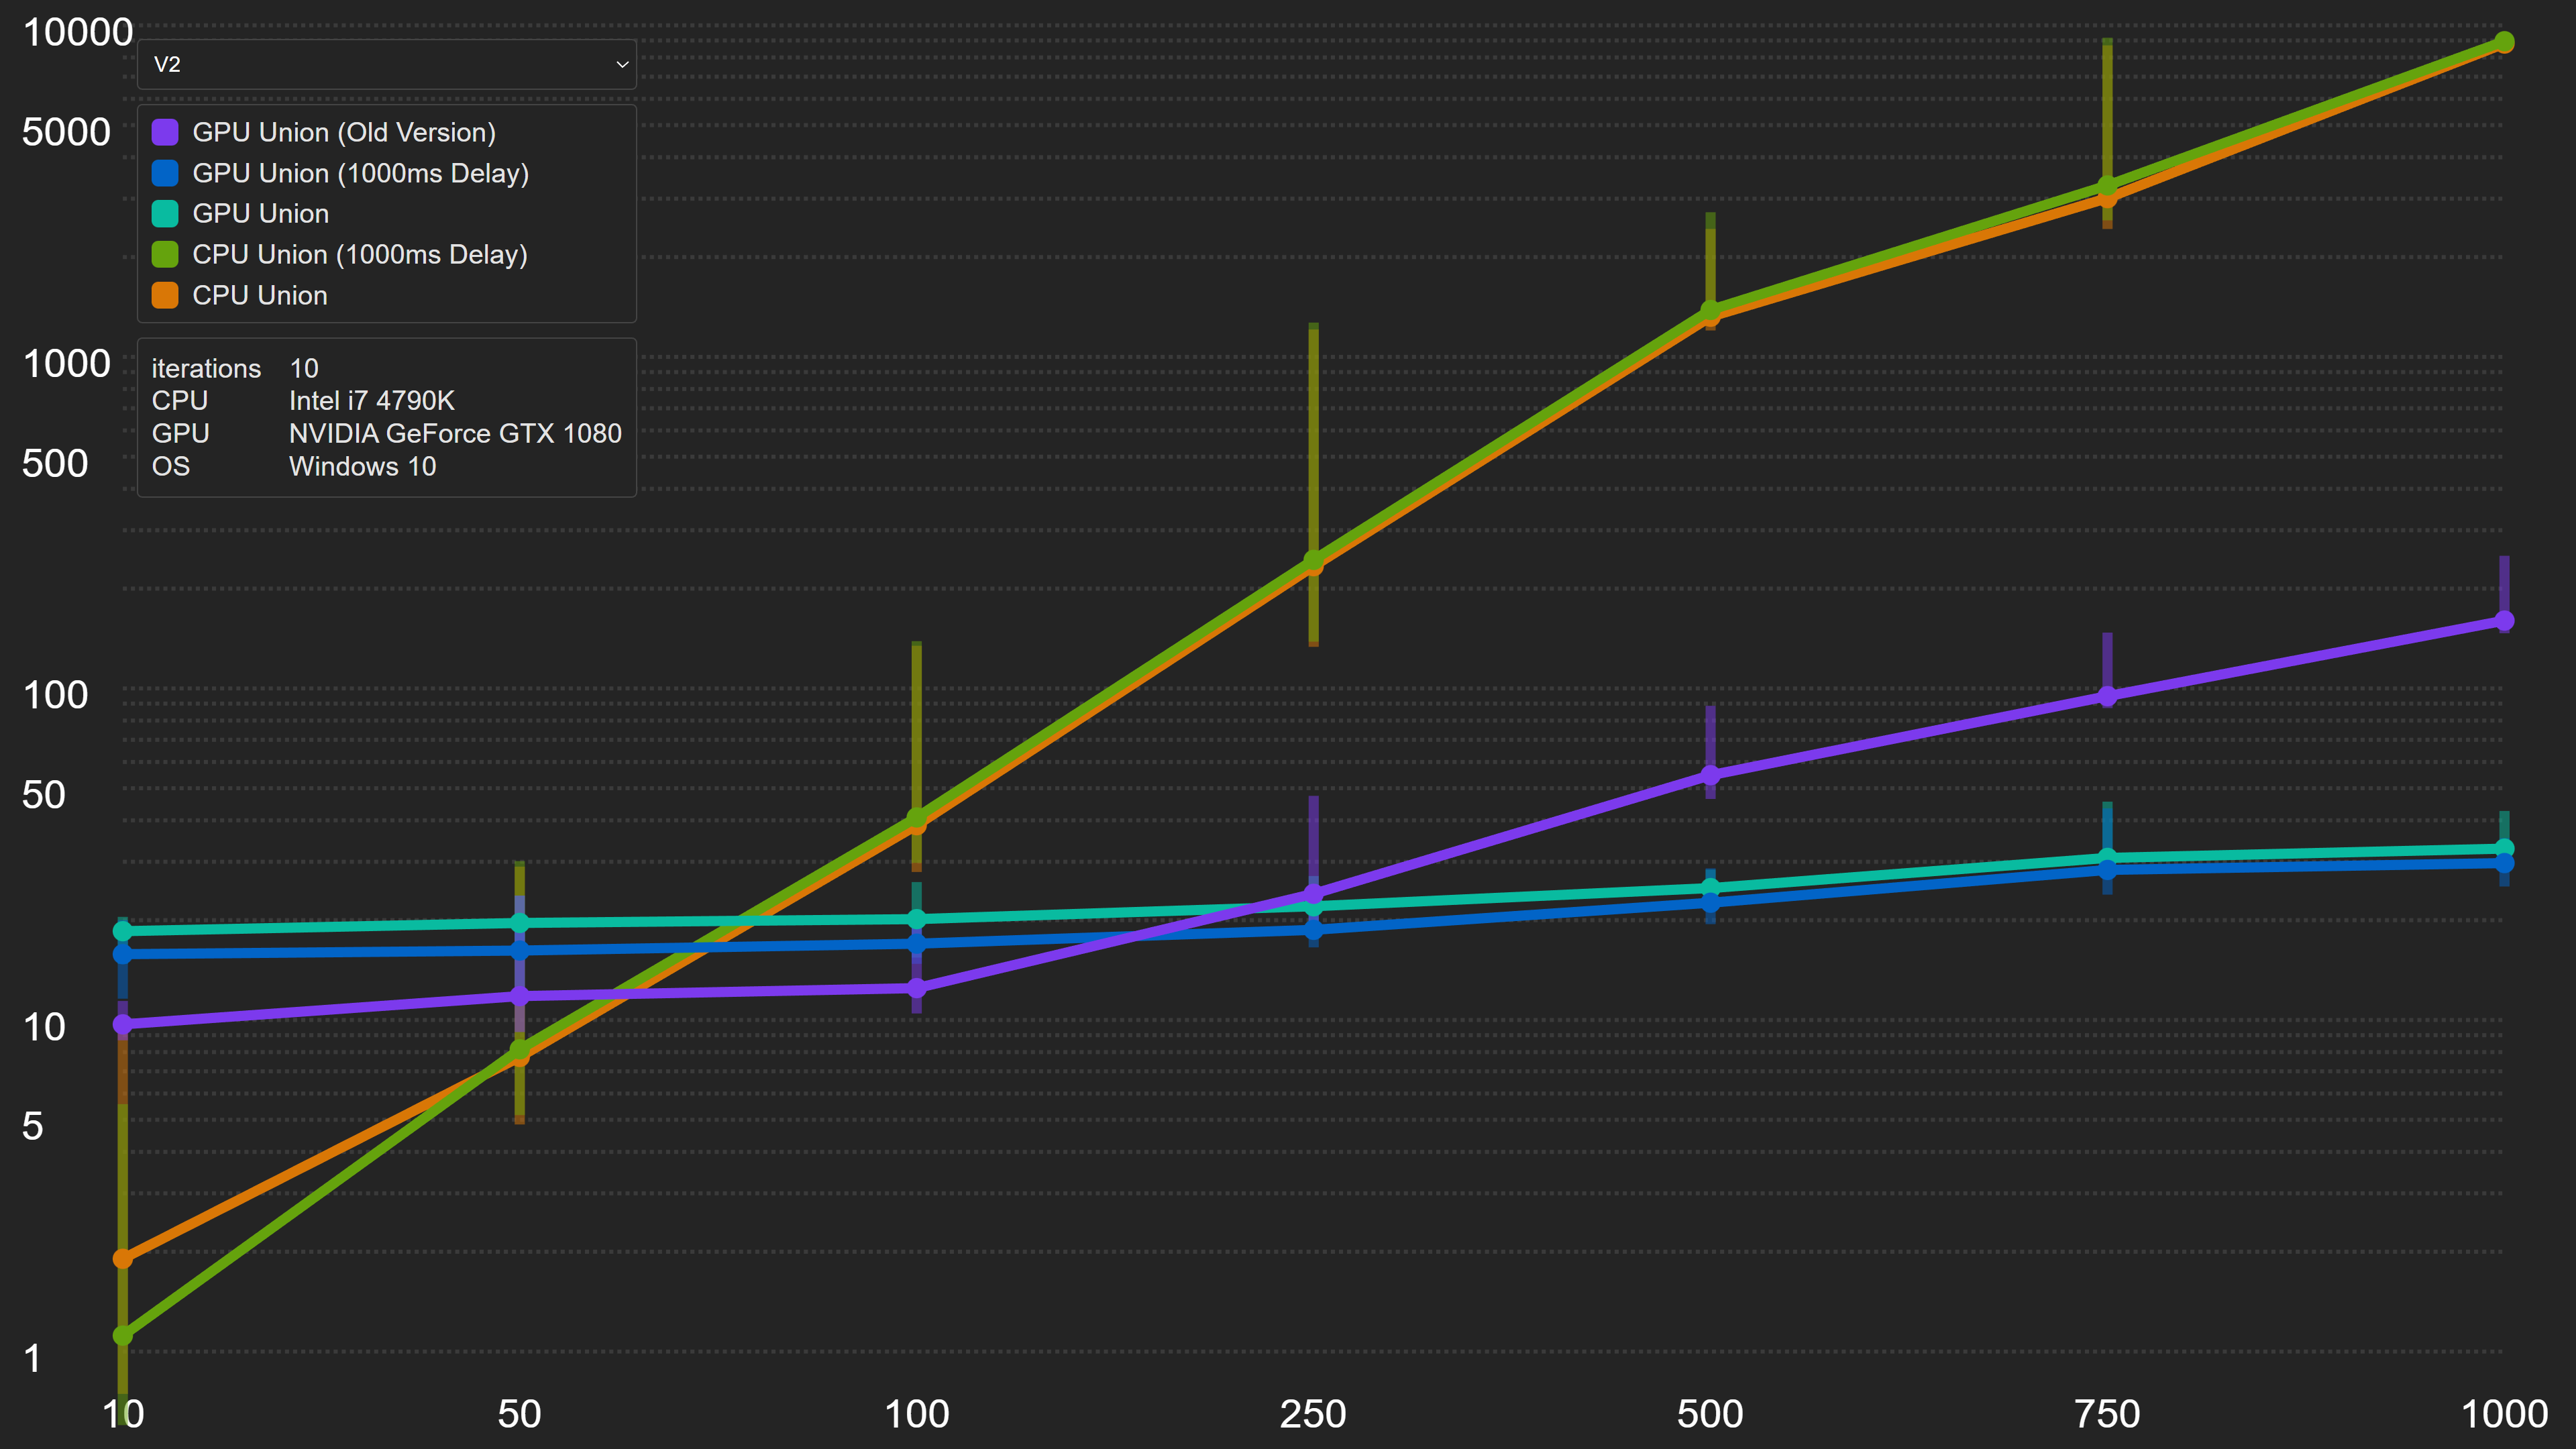 10000
5000
1000
500
100
50
10
5
1
V2
GPU Union (Old Version)
GPU Union (1000ms Delay)
GPU Union
CPU Union (1000ms Delay)
CPU Union
iterations 10
CPU Intel i7 4790K
GPU NVIDIA GeForce GTX 1080
OS Windows 10
10 50 100 250 500 750 1000